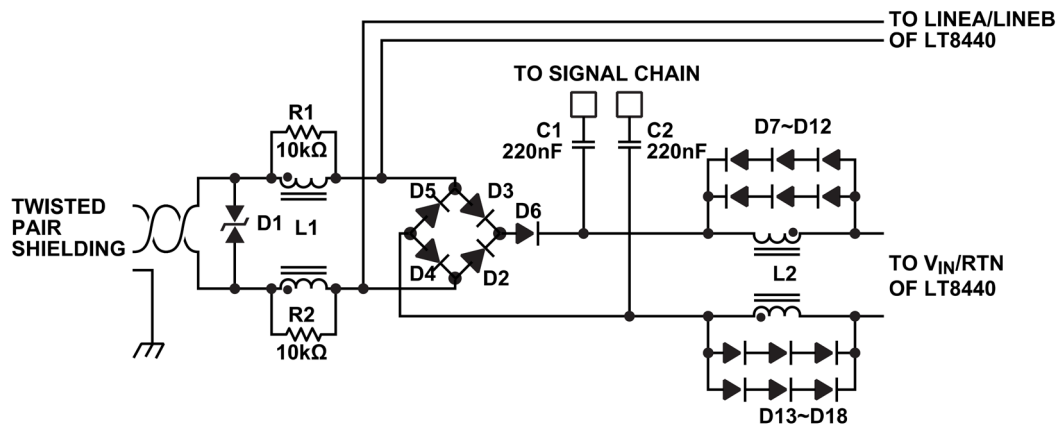 TO LINEA/LINEB
OF LT8440
TO SIGNAL CHAIN
R1
10kΩ
C1
220nF
C2
220nF
D7~D12
TWISTED
PAIR
SHIELDING
D1
L1
D5
D3
D6
D4
D2
L2
TO VIN/RTN
OF LT8440
R2
10kΩ
D13~D18